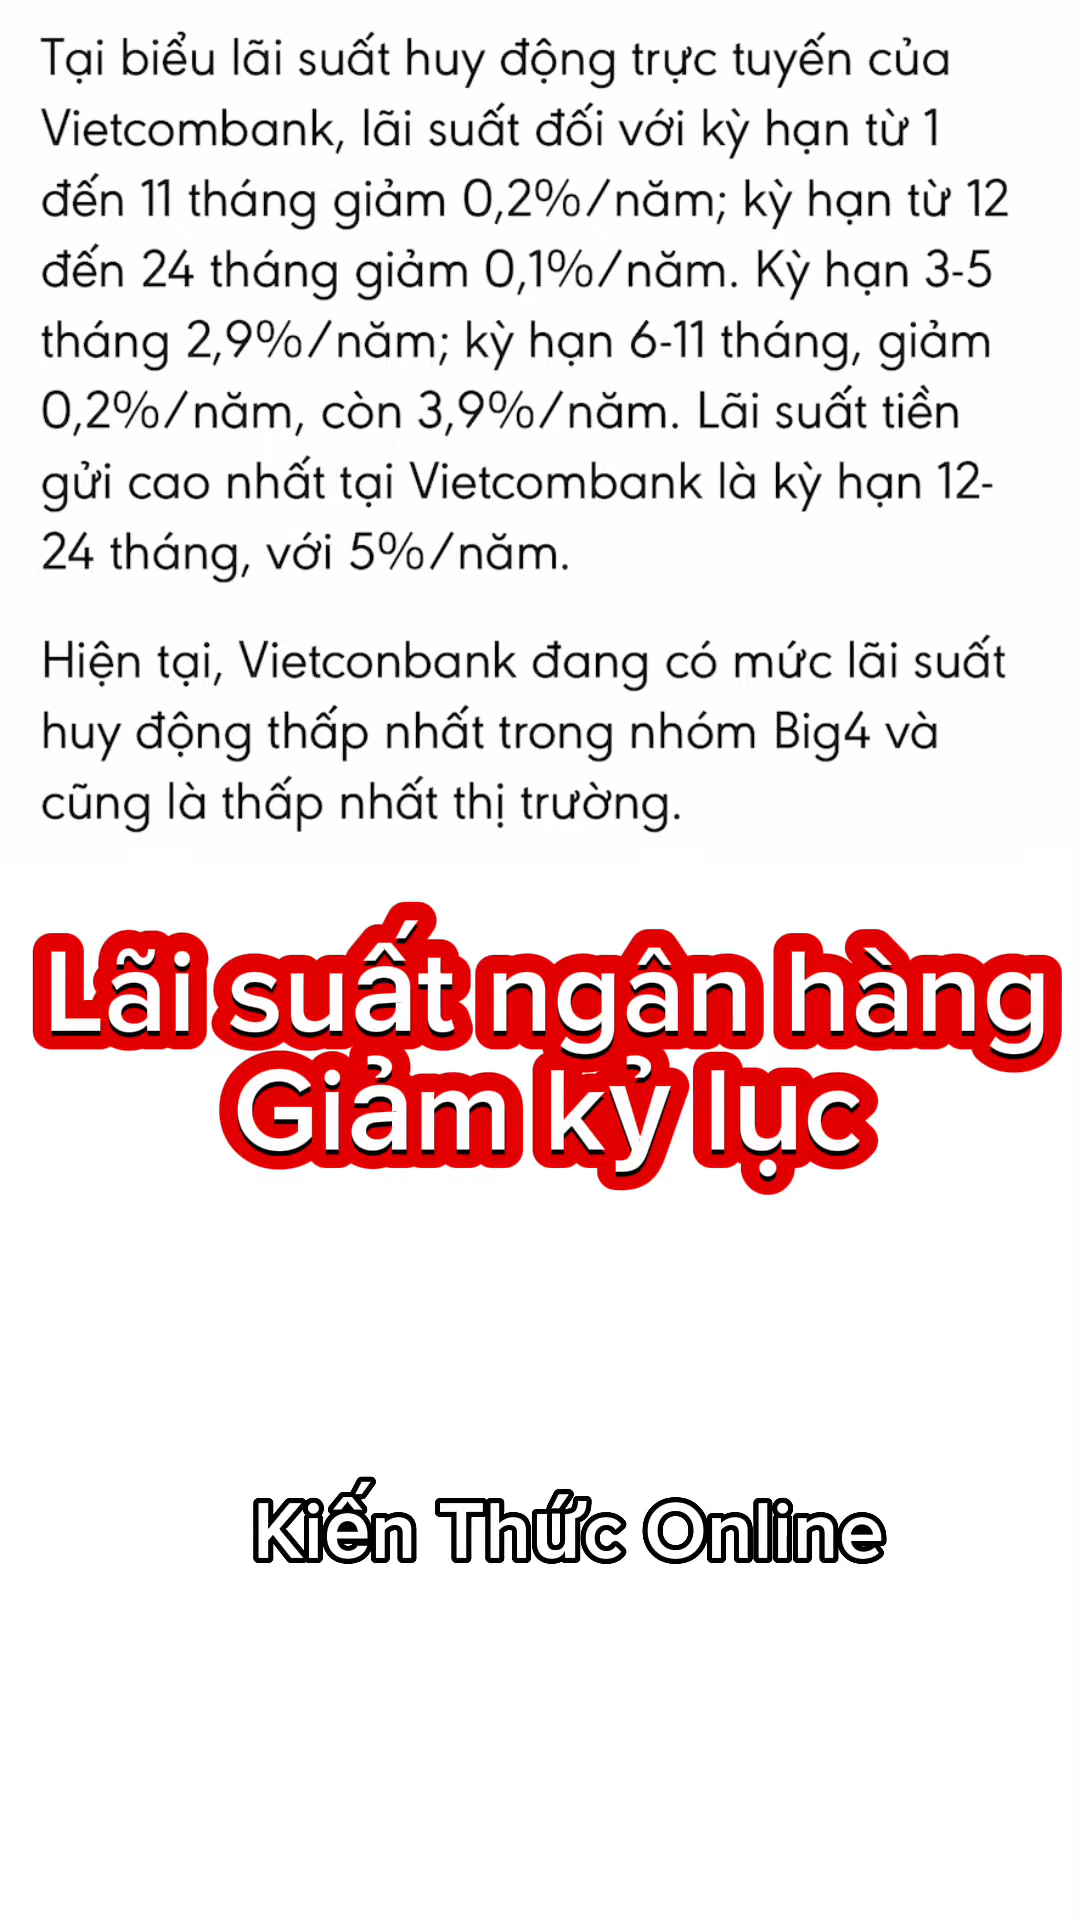 Tại biểu lãi suất huy động trực tuyến của
Vietcombank, lãi suất đối với kỳ hạn từ 1
đến 11 tháng giảm 0,2%/năm; kỳ hạn từ 12
đến 24 tháng giảm 0,1%/năm. Kỳ hạn 3-5
tháng 2,9%/năm; kỳ hạn 6-11 tháng, giảm
0,2%/năm, còn 3,9%/năm. Lãi suất tiền
gửi cao nhất tại Vietcombank là kỳ hạn 12-
24 tháng, với 5%/năm.
Hiện tại, Vietconbank đang có mức lãi suất
huy động thấp nhất trong nhóm Big4 và
cũng là thấp nhất thị trường.
Lãi suất ngân hàng
Giảm kỷ lục
Kiến Thức Online